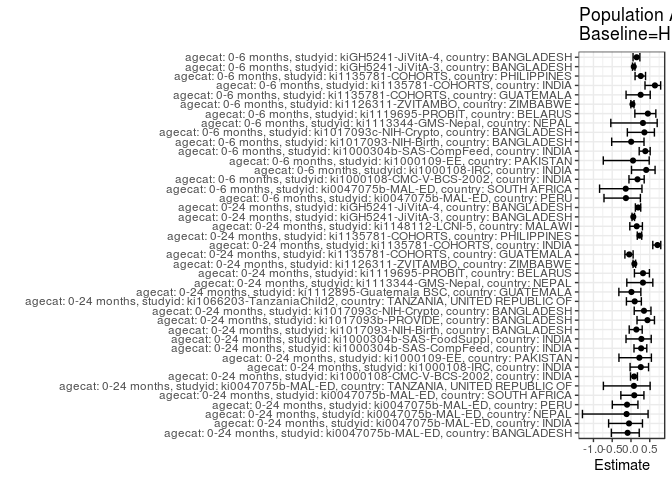 Population A
Baseline=H
agecat: 0-6 months, studyid: kiGH5241-JiVitA-4, country: BANGLADESH
agecat: 0-6 months, studyid: kiGH5241-JiVitA-3, country: BANGLADESH
agecat: 0-6 months, studyid: ki1135781-COHORTS, country: PHILIPPINES
agecat: 0-6 months, studyid: ki1135781-COHORTS, country: INDIA
agecat: 0-6 months, studyid: ki1135781-COHORTS, country: GUATEMALA
agecat: 0-6 months, studyid: ki1126311-ZVITAMBO, country: ZIMBABWE
agecat: 0-6 months, studyid: ki1119695-PROBIT, country: BELARUS
agecat: 0-6 months, studyid: ki1113344-GMS-Nepal, country: NEPAL
agecat: 0-6 months, studyid: ki1017093c-NIH-Crypto, country: BANGLADESH
agecat: 0-6 months, studyid: ki1017093-NIH-Birth, country: BANGLADESH
agecat: 0-6 months, studyid: ki1000304b-SAS-CompFeed, country: INDIA
agecat: 0-6 months, studyid: ki1000109-EE, country: PAKISTAN
agecat: 0-6 months, studyid: ki1000108-IRC, country: INDIA
agecat: 0-6 months, studyid: ki1000108-CMC-V-BCS-2002, country: INDIA
agecat: 0-6 months, studyid: ki0047075b-MAL-ED, country: SOUTH AFRICA
agecat: 0-6 months, studyid: ki0047075b-MAL-ED, country: PERU
agecat: 0-24 months, studyid: kiGH5241-JiVitA-4, country: BANGLADESH
agecat: 0-24 months, studyid: kiGH5241-JiVitA-3, country: BANGLADESH
agecat: 0-24 months, studyid: ki1148112-LCNI-5, country: MALAWI
agecat: 0-24 months, studyid: ki1135781-COHORTS, country: PHILIPPINES
agecat: 0-24 months, studyid: ki1135781-COHORTS, country: INDIA
agecat: 0-24 months, studyid: ki1135781-COHORTS, country: GUATEMALA
agecat: 0-24 months, studyid: ki1126311-ZVITAMBO, country: ZIMBABWE
agecat: 0-24 months, studyid: ki1119695-PROBIT, country: BELARUS
agecat: 0-24 months, studyid: ki1113344-GMS-Nepal, country: NEPAL
agecat: 0-24 months, studyid: ki1112895-Guatemala BSC, country: GUATEMALA
agecat: 0-24 months, studyid: ki1066203-TanzaniaChild2, country: TANZANIA, UNITED REPUBLIC OF
agecat: 0-24 months, studyid: ki1017093c-NIH-Crypto, country: BANGLADESH
agecat: 0-24 months, studyid: ki1017093b-PROVIDE, country: BANGLADESH
agecat: 0-24 months, studyid: ki1017093-NIH-Birth, country: BANGLADESH
agecat: 0-24 months, studyid: ki1000304b-SAS-FoodSuppl, country: INDIA
agecat: 0-24 months, studyid: ki1000304b-SAS-CompFeed, country: INDIA
agecat: 0-24 months, studyid: ki1000109-EE, country: PAKISTAN
agecat: 0-24 months, studyid: ki1000108-IRC, country: INDIA
agecat: 0-24 months, studyid: ki1000108-CMC-V-BCS-2002, country: INDIA
agecat: 0-24 months, studyid: ki0047075b-MAL-ED, country: TANZANIA, UNITED REPUBLIC OF
agecat: 0-24 months, studyid: ki0047075b-MAL-ED, country: SOUTH AFRICA
agecat: 0-24 months, studyid: ki0047075b-MAL-ED, country: PERU
agecat: 0-24 months, studyid: ki0047075b-MAL-ED, country: NEPAL
agecat: 0-24 months, studyid: ki0047075b-MAL-ED, country: INDIA
agecat: 0-24 months, studyid: ki0047075b-MAL-ED, country: BANGLADESH
-1.0 -0.5 0.0 0.5
Estimate